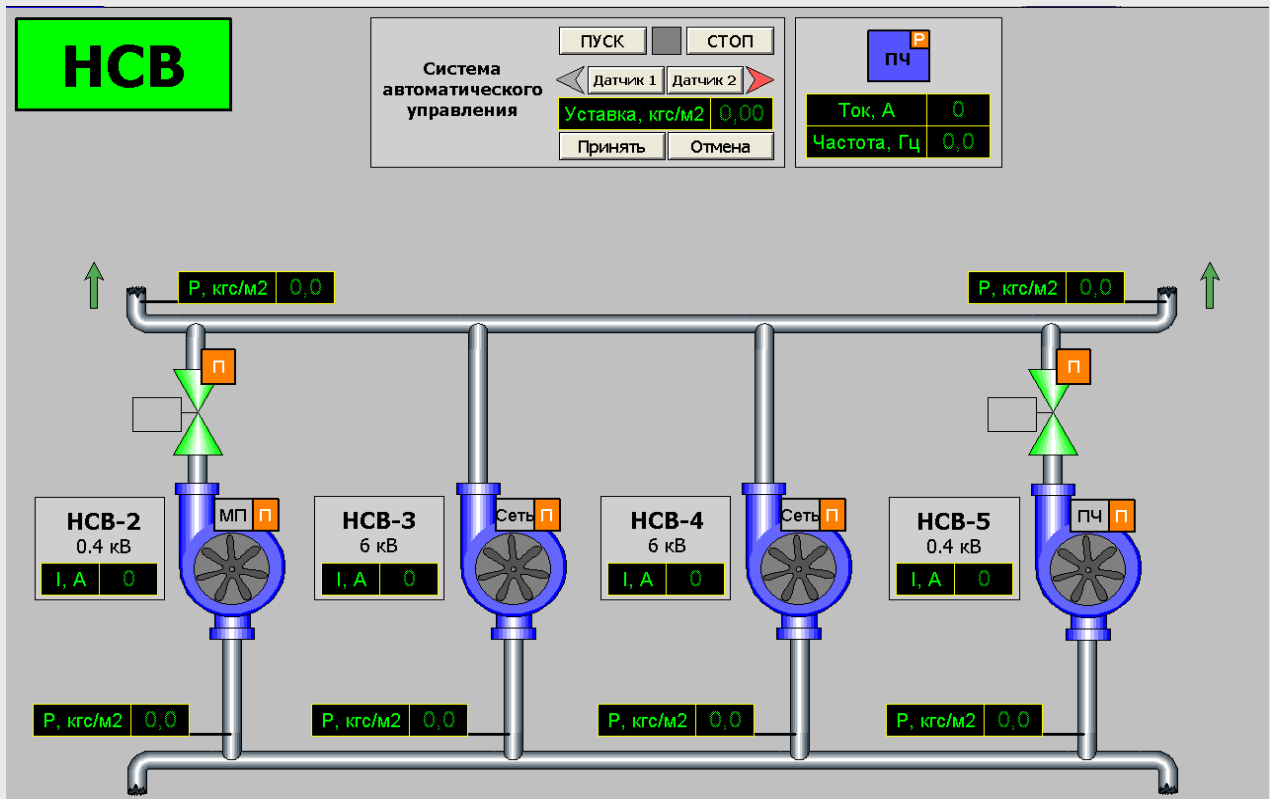 НСВ
Система
автоматического
управления
ПУСК
СТОП
Датчик 1
Датчик 2
Уставка, кгс/м2 0,00
Принять
Отмена
ПЧ
Р
Ток, А 0
Частота, Гц 0,0
Р, кгс/м2 0,0
Р, кгс/м2 0,0
П
П
НСВ-2
0.4 кВ
I, А 0
МП П
НСВ-3
6 кВ
I, А 0
Сеть П
НСВ-4
6 кВ
I, А 0
Сеть П
НСВ-5
0.4 кВ
I, А 0
ПЧ П
Р, кгс/м2 0,0
Р, кгс/м2 0,0
Р, кгс/м2 0,0
Р, кгс/м2 0,0